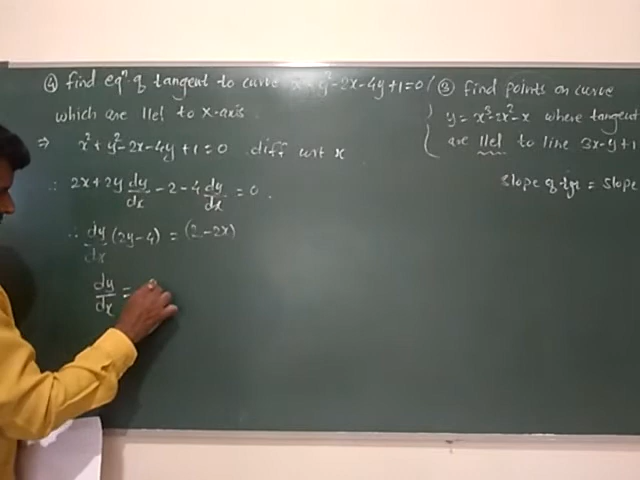 ④ find eqⁿ of tangent to curve x²+y²-2x-4y+1=0
which are llel to x-axis.
⇒ x²+y²-2x-4y+1=0 diff wrt x
∴ 2x+2y dy/dx -2-4 dy/dx =0.
∴ dy/dx (2y-4) = (2-2x)
dy/dx =
③ find points on curve
y = x³-2x²-x where tangent
are llel to line 3x-y+1
slope of tgt = slope